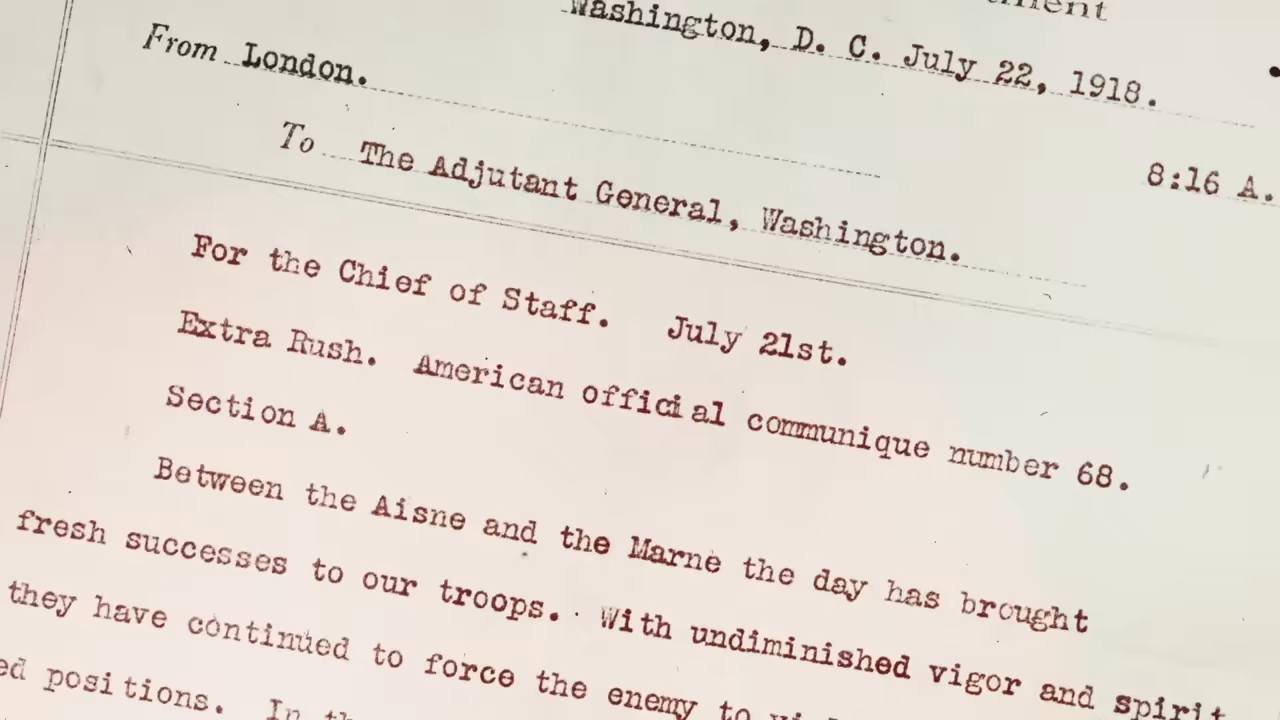 Washington, D. C. July 22, 1918.
From London.
8:16 A.
To The Adjutant General, Washington.
For the Chief of Staff. July 21st.
Extra Rush. American official communique number 68.
Section A.
Between the Aisne and the Marne the day has brought
fresh successes to our troops. With undiminished vigor and spirit
they have continued to force the enemy to
positions. In